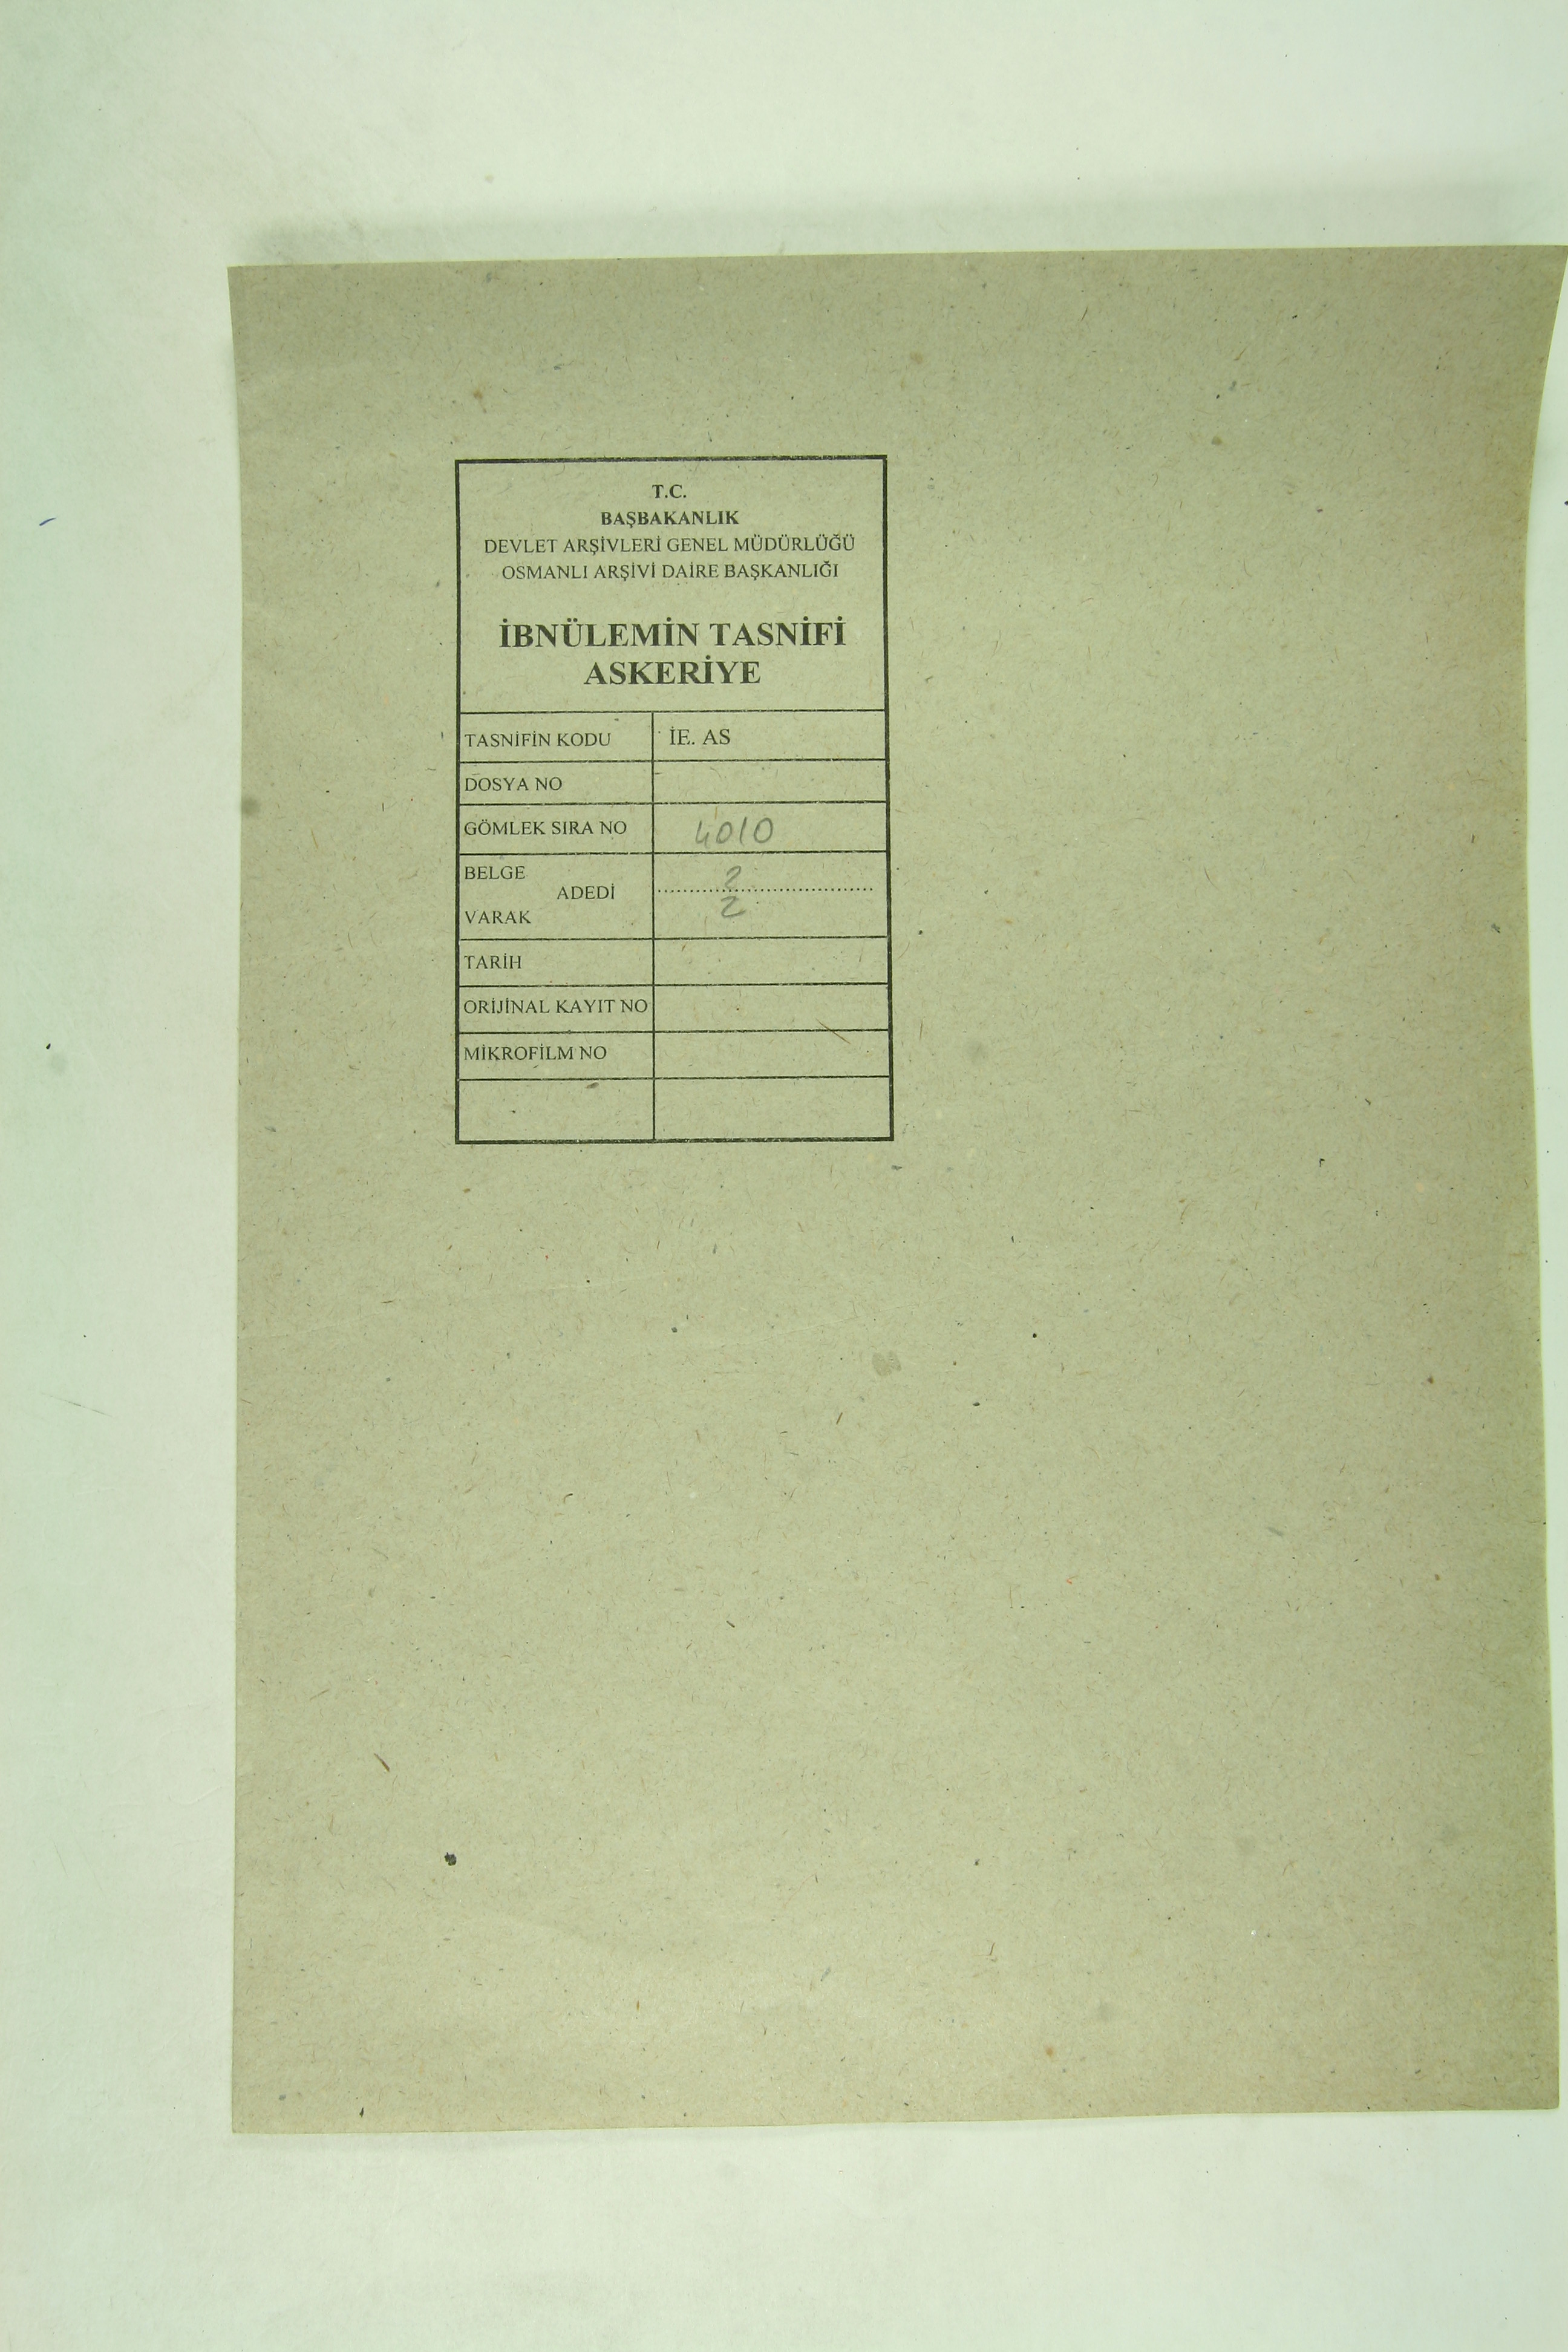 T.C.
BAŞBAKANLIK
DEVLET ARŞİVLERİ GENEL MÜDÜRLÜĞÜ
OSMANLI ARŞİVİ DAİRE BAŞKANLIĞI
İBNÜLEMİN TASNİFİ
ASKERİYE
TASNİFİN KODU İE. AS
DOSYA NO
GÖMLEK SIRA NO 4010
BELGE 2
ADEDİ
VARAK 2
TARİH
ORİJİNAL KAYIT NO
MİKROFİLM NO